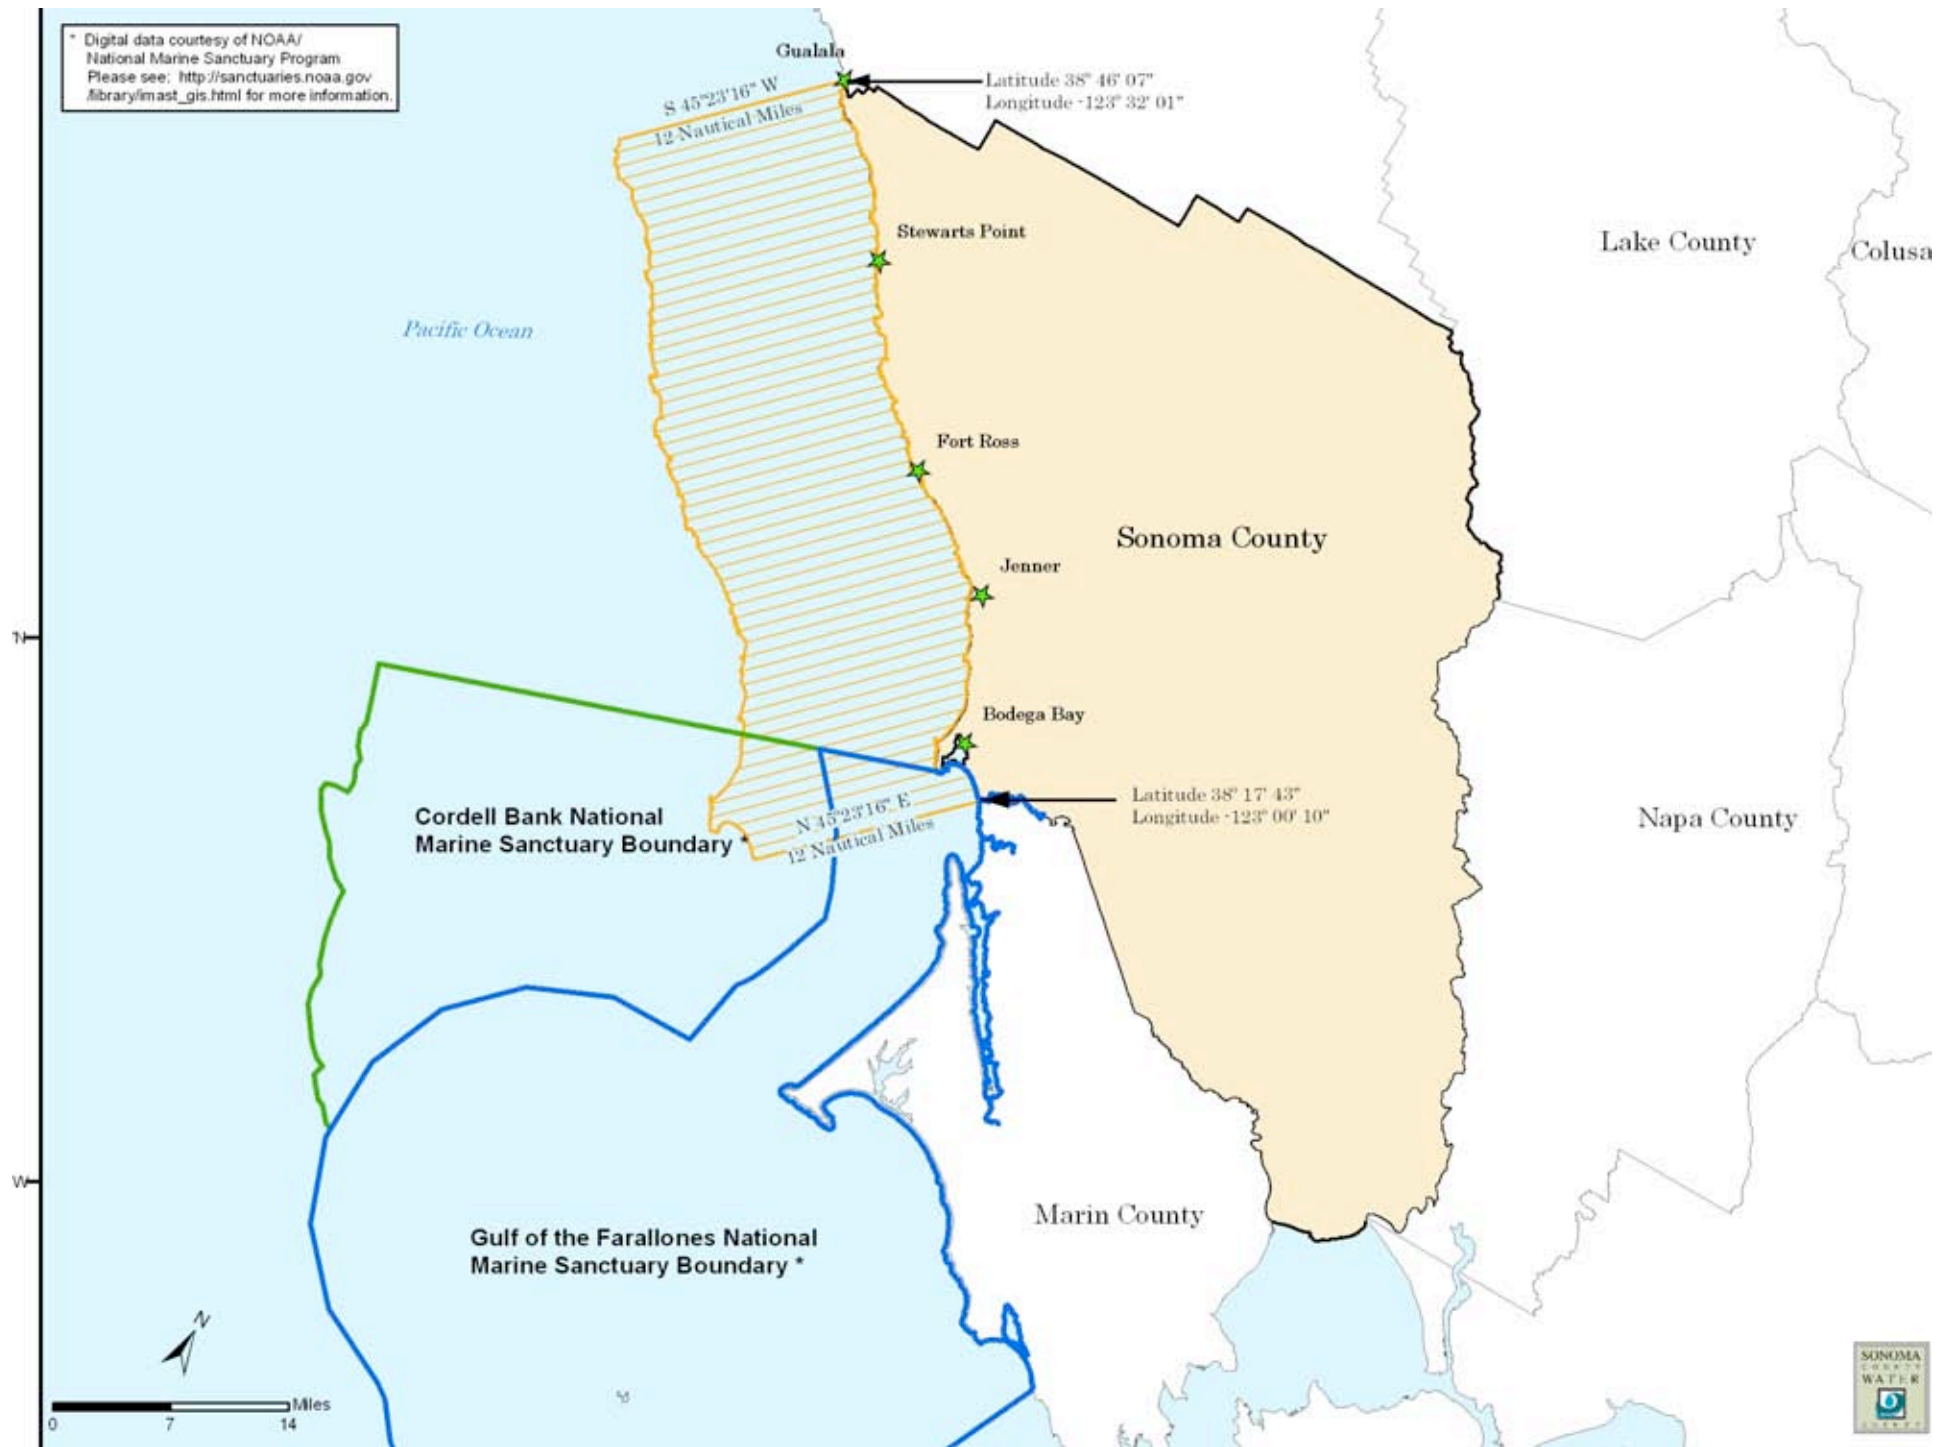 * Digital data courtesy of NOAA/
National Marine Sanctuary Program
Please see: http://sanctuaries.noaa.gov
/library/imast_gis.html for more information.
Gualala
Latitude 38° 46' 07"
Longitude -123° 32' 01"
S 45°23'16" W
12 Nautical Miles
Stewarts Point
Lake County
Colusa
Pacific Ocean
Fort Ross
Sonoma County
Jenner
Bodega Bay
Latitude 38° 17' 43"
Longitude -123° 00' 10"
N 45°23'16" E
12 Nautical Miles
Cordell Bank National
Marine Sanctuary Boundary *
Napa County
Marin County
Gulf of the Farallones National
Marine Sanctuary Boundary *
N
Miles
0 7 14
SONOMA
COUNTY
WATER
AGENCY